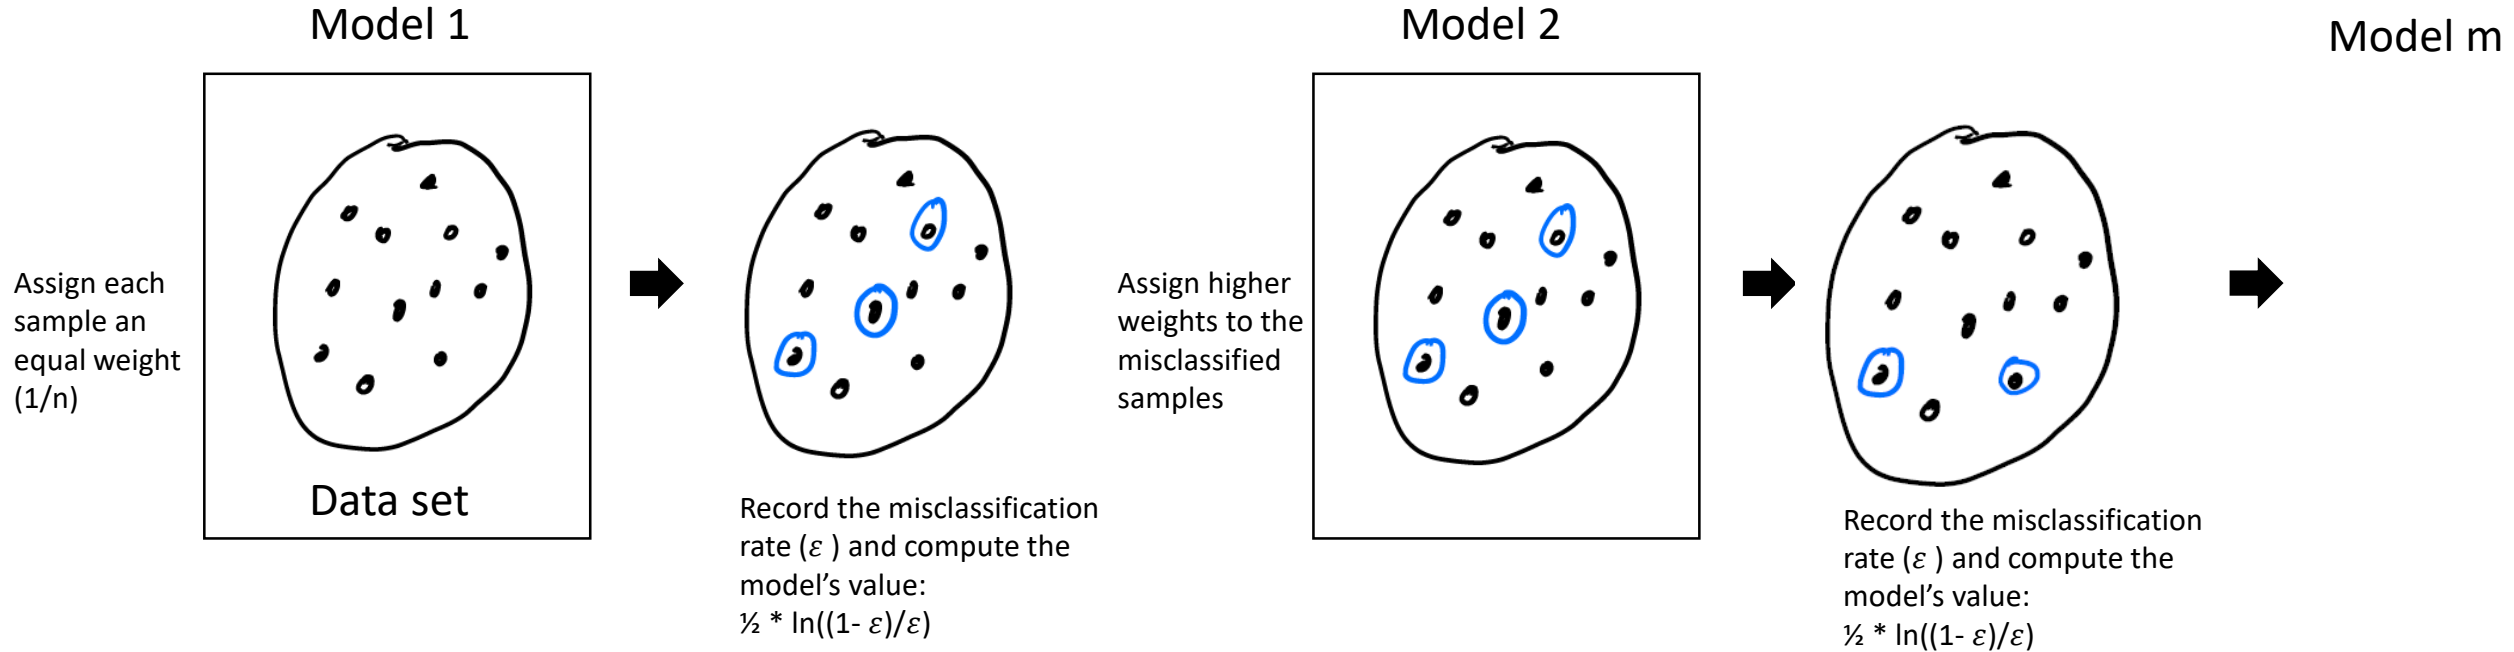 Model 1
Assign each
sample an
equal weight
(1/n)
Data set
Record the misclassification
rate (ε ) and compute the
model’s value:
½ * ln((1- ε)/ε)
Model 2
Assign higher
weights to the
misclassified
samples
Record the misclassification
rate (ε ) and compute the
model’s value:
½ * ln((1- ε)/ε)
Model m